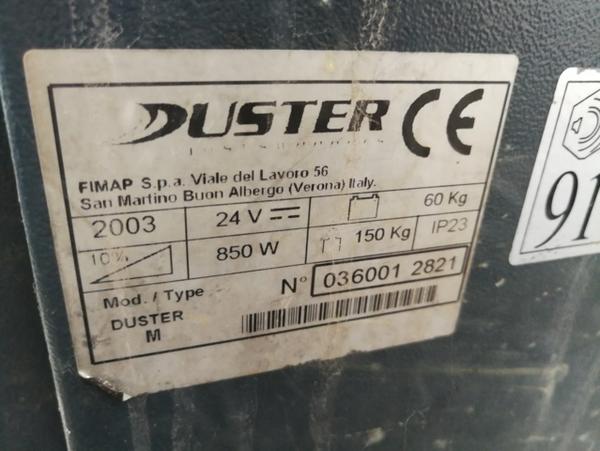 DUSTER CE
FIMAP S.p.a. Viale del Lavoro 56
San Martino Buon Albergo (Verona) Italy.
2003 24 V 60 Kg
10% 850 W 150 Kg IP23
Mod. / Type N° 036001 2821
DUSTER
M
91